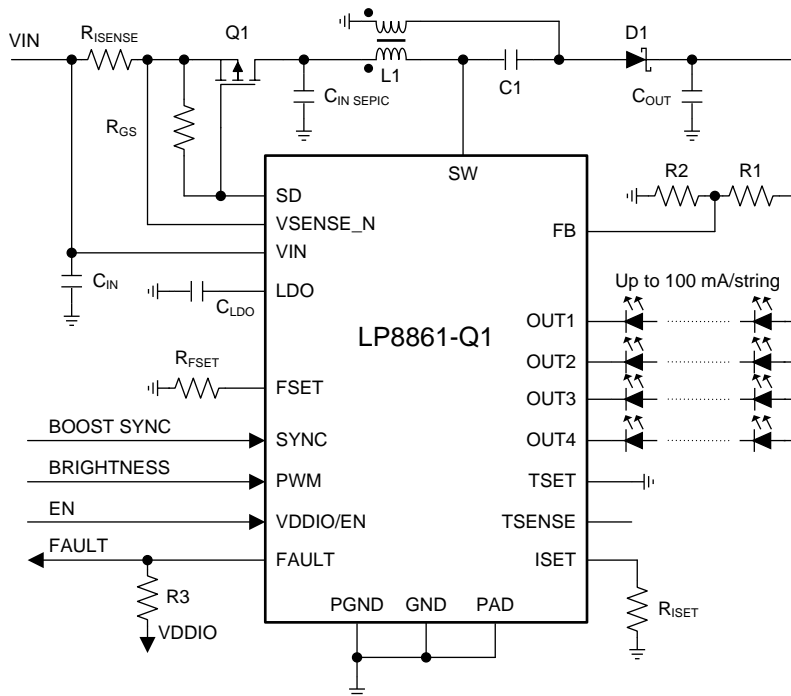 VIN
RISENSE
Q1
D1
L1
C1
CIN SEPIC
COUT
RGS
SW
R2
R1
SD
VSENSE_N
FB
VIN
CIN
LDO
CLDO
Up to 100 mA/string
OUT1
LP8861-Q1
OUT2
RFSET
FSET
OUT3
BOOST SYNC
SYNC
OUT4
BRIGHTNESS
PWM
TSET
EN
VDDIO/EN
TSENSE
FAULT
FAULT
ISET
R3
PGND
GND
PAD
RISET
VDDIO